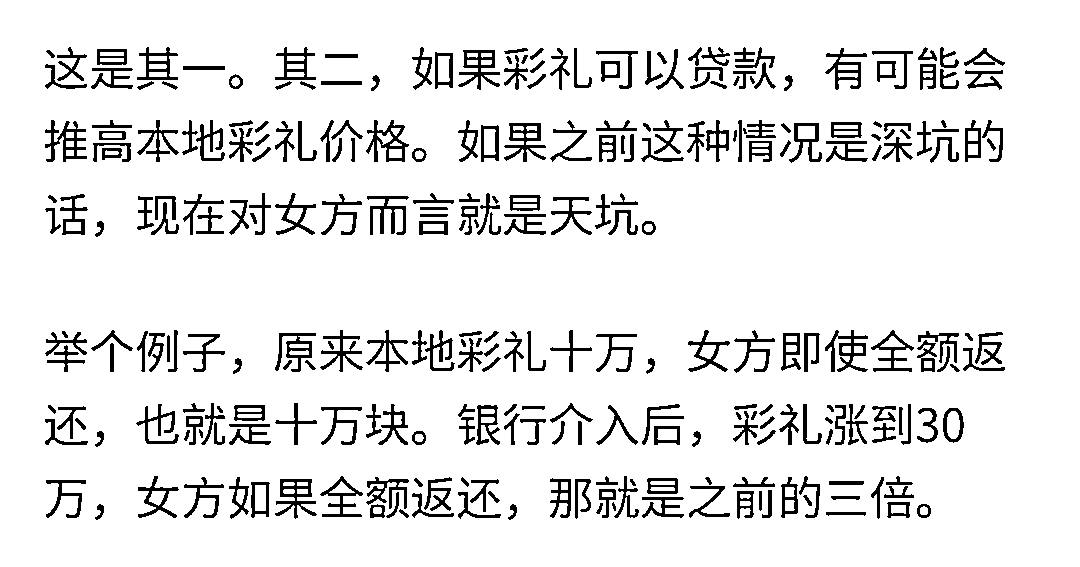 这是其一。其二，如果彩礼可以贷款，有可能会
推高本地彩礼价格。如果之前这种情况是深坑的
话，现在对女方而言就是天坑。
举个例子，原来本地彩礼十万，女方即使全额返
还，也就是十万块。银行介入后，彩礼涨到30
万，女方如果全额返还，那就是之前的三倍。